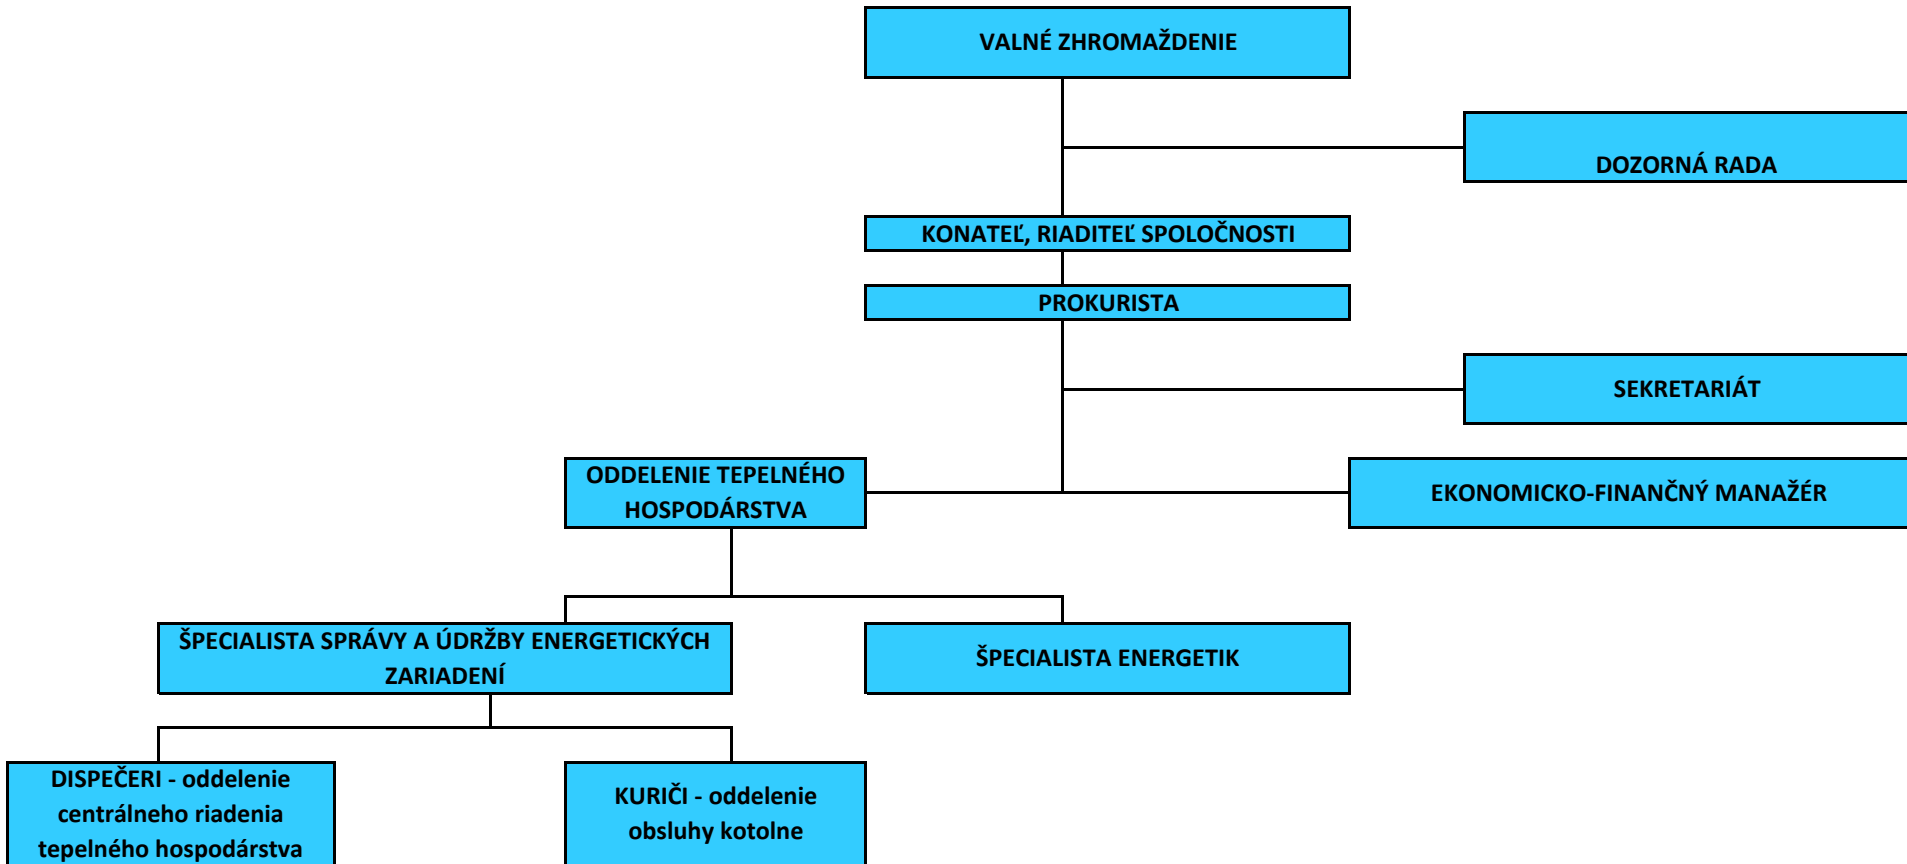 VALNÉ ZHROMAŽDENIE
DOZORNÁ RADA
KONATEĽ, RIADITEĽ SPOLOČNOSTI
PROKURISTA
SEKRETARIÁT
ODDELENIE TEPELNÉHO
HOSPODÁRSTVA
EKONOMICKO-FINANČNÝ MANAŽÉR
ŠPECIALISTA SPRÁVY A ÚDRŽBY ENERGETICKÝCH
ZARIADENÍ
ŠPECIALISTA ENERGETIK
DISPEČERI - oddelenie
centrálneho riadenia
tepelného hospodárstva
KURIČI - oddelenie
obsluhy kotolne